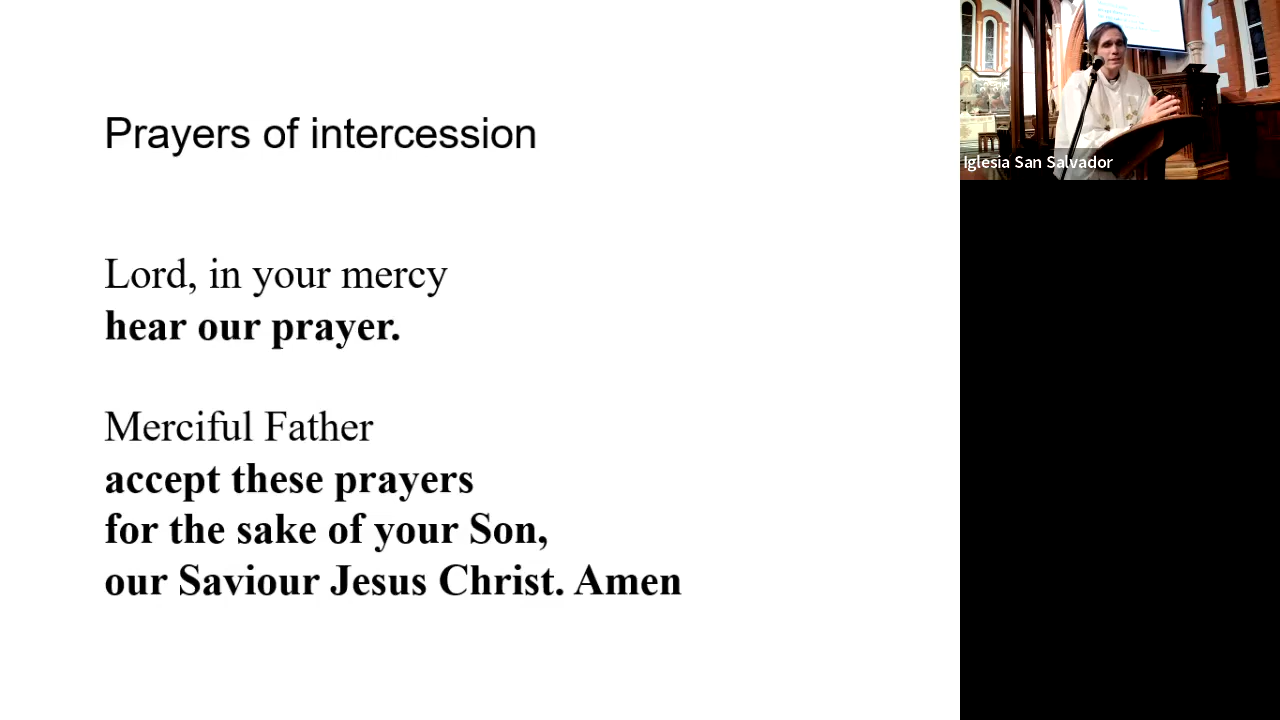 Prayers of intercession
Lord, in your mercy
hear our prayer.
Merciful Father
accept these prayers
for the sake of your Son,
our Saviour Jesus Christ. Amen
Iglesia San Salvador